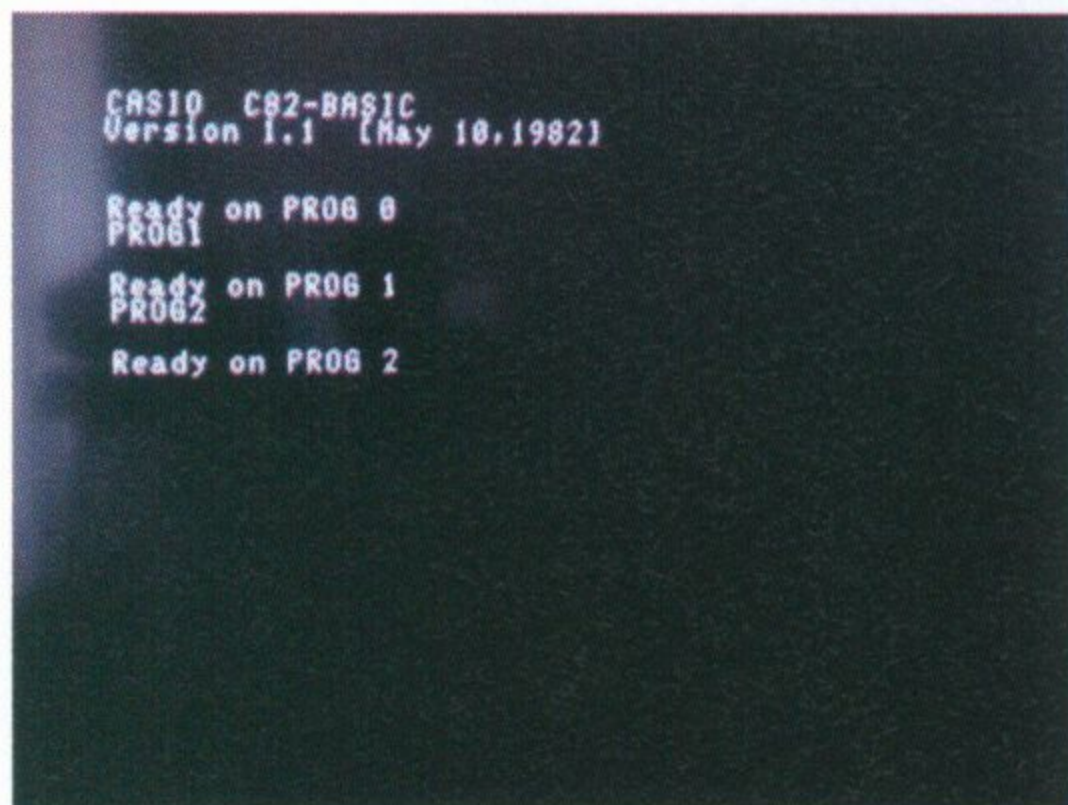 CASIO  C82-BASIC
Version 1.1  [May 10,1982]
Ready on PROG 0
PROG1
Ready on PROG 1
PROG2
Ready on PROG 2